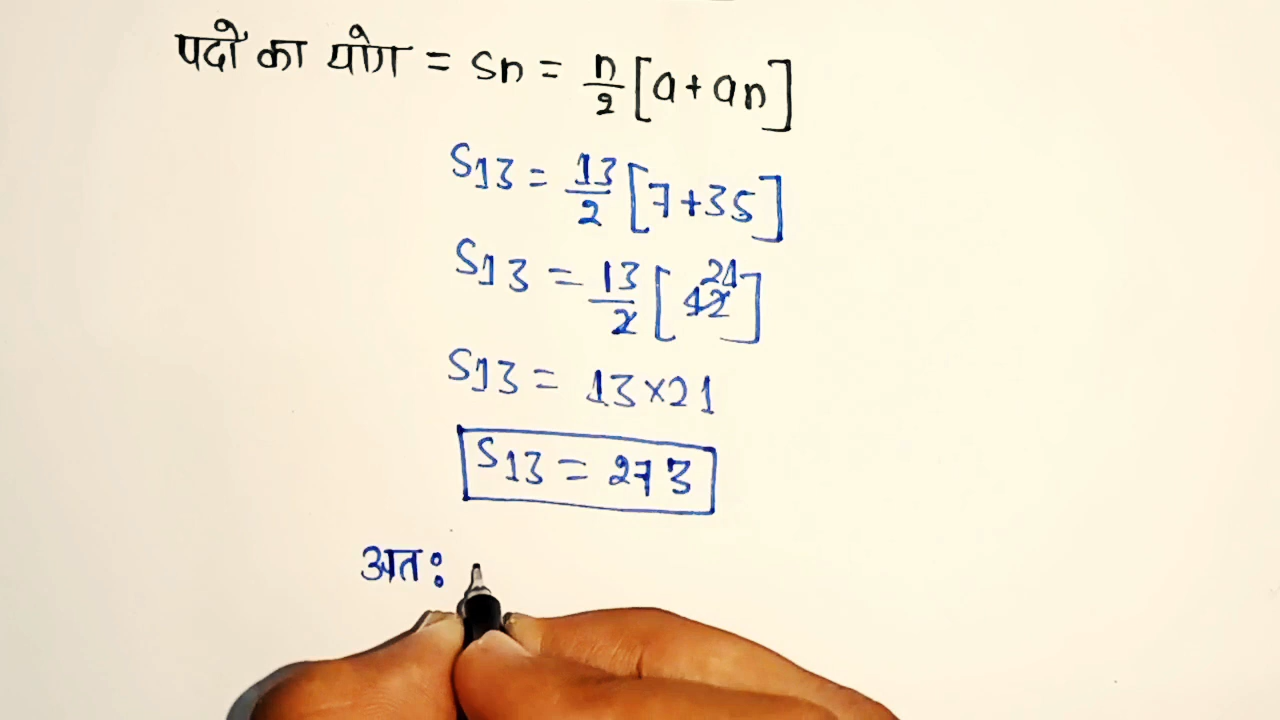 पदों का योग = Sn = n/2 [a + an]
S13 = 13/2 [7+35]
S13 = 13/2 [42] 21
S13 = 13×21
S13 = 273
अतः